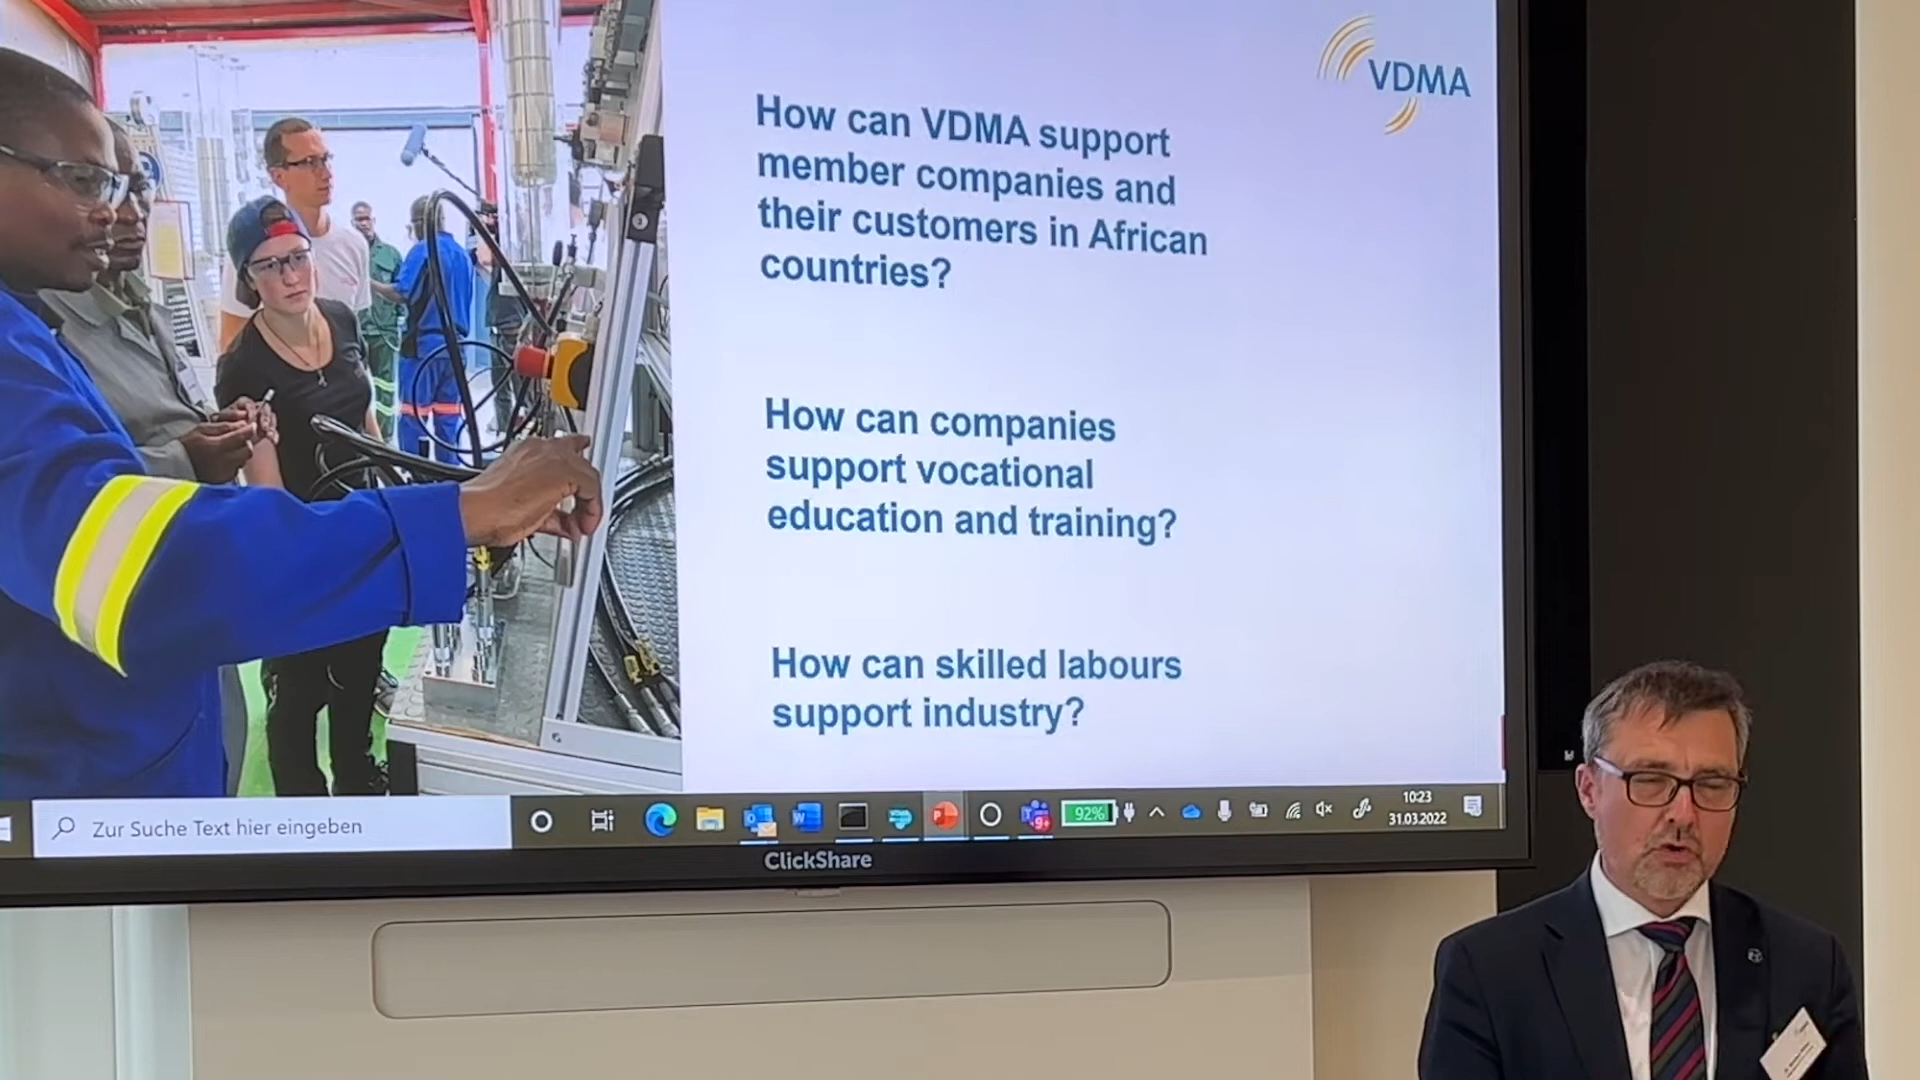 VDMA
How can VDMA support
member companies and
their customers in African
countries?
How can companies
support vocational
education and training?
How can skilled labours
support industry?
Zur Suche Text hier eingeben
92%
10:23
31.03.2022
ClickShare